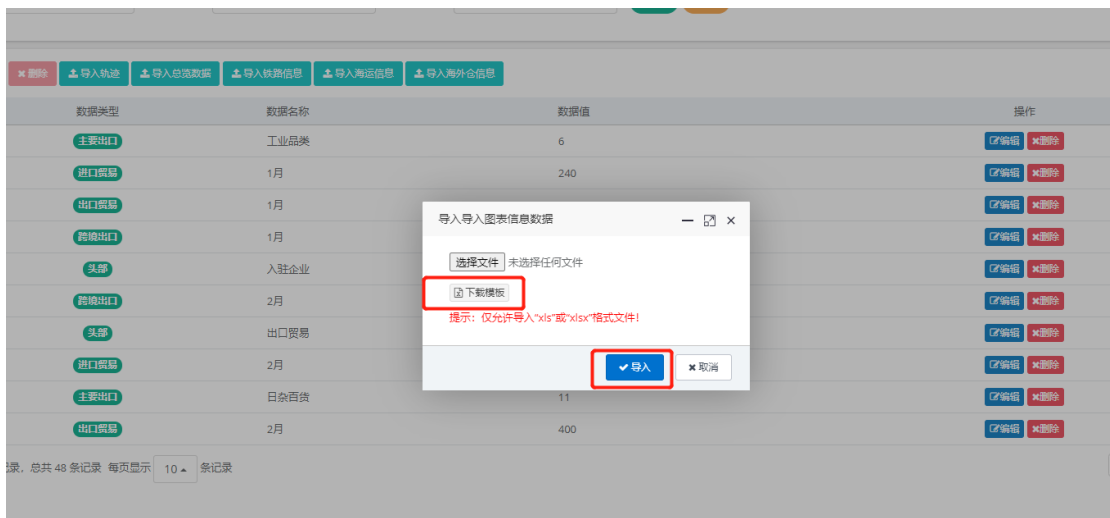 删除 导入轨迹 导入总览数据 导入铁路信息 导入海运信息 导入海外仓信息
数据类型 数据名称 数据值 操作
主要出口 工业品类 6 编辑 删除
进口贸易 1月 240 编辑 删除
出口贸易 1月 编辑 删除
跨境出口 1月 编辑 删除
头部 入驻企业 编辑 删除
跨境出口 2月 编辑 删除
头部 出口贸易 编辑 删除
进口贸易 2月 编辑 删除
主要出口 日杂百货 11 编辑 删除
出口贸易 2月 400 编辑 删除
导入导入图表信息数据
选择文件 未选择任何文件
下载模板
提示：仅允许导入"xls"或"xlsx"格式文件！
导入 取消
记录，总共 48 条记录 每页显示 10 条记录